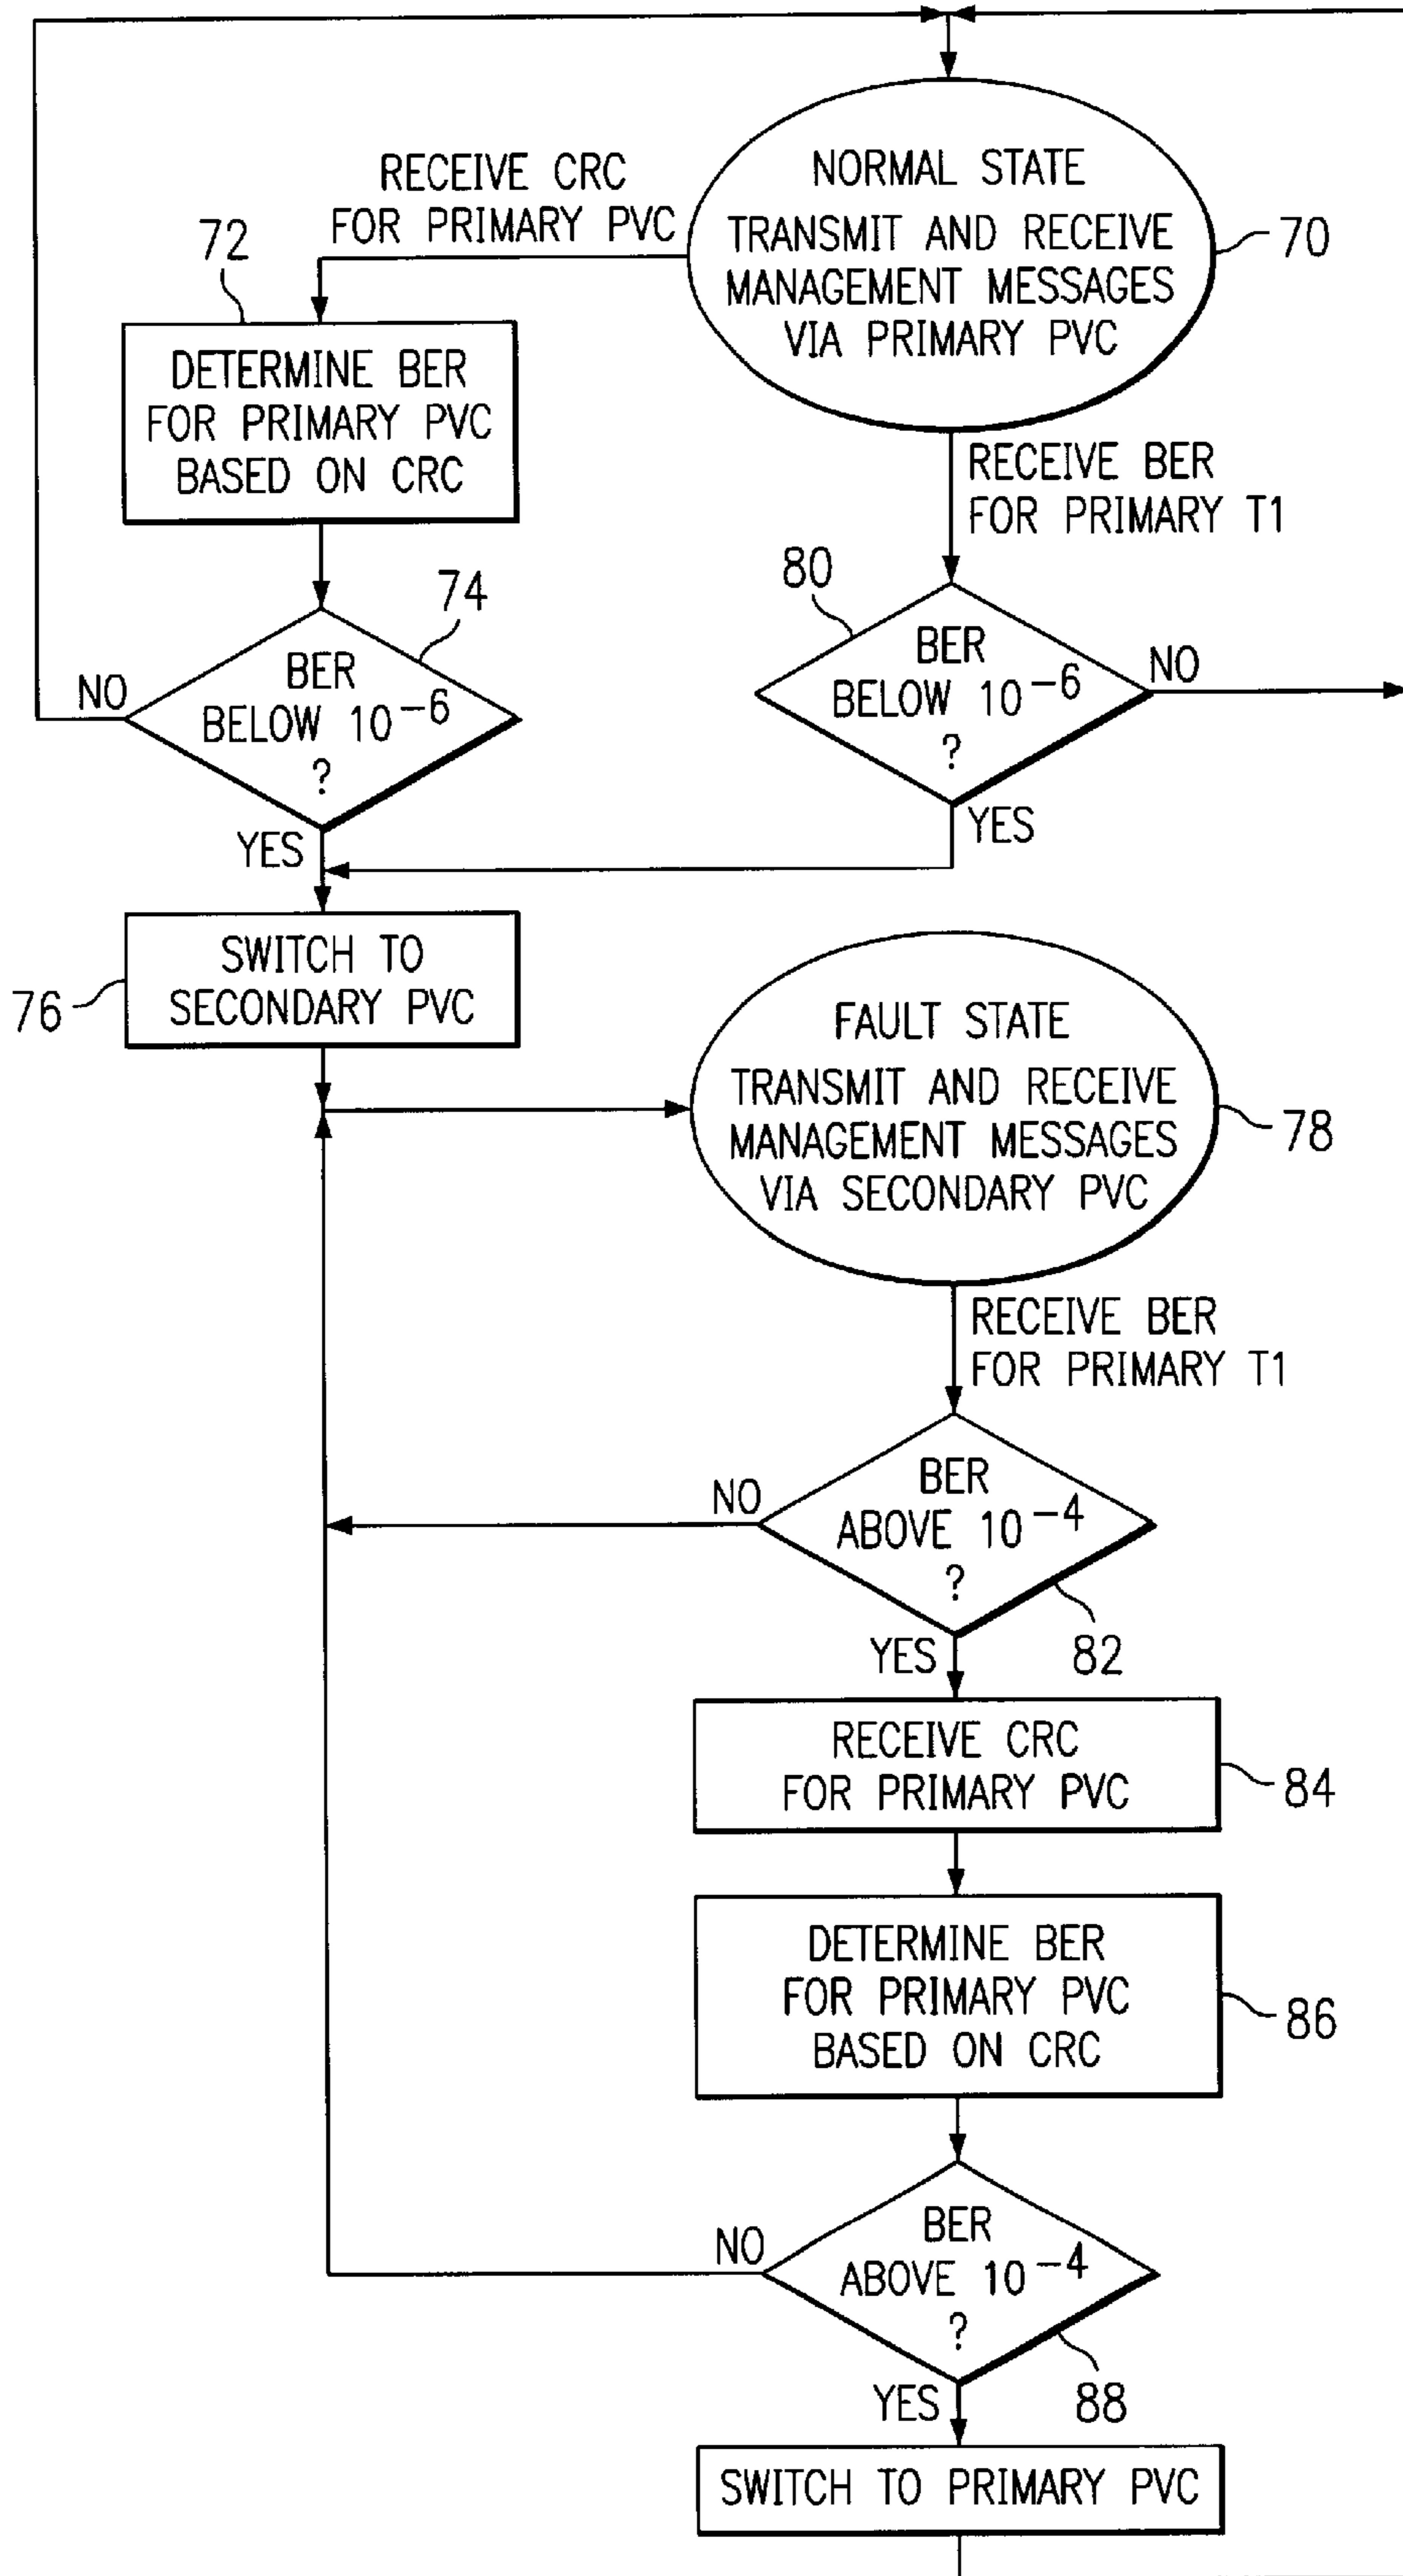 NORMAL STATE
TRANSMIT AND RECEIVE
MANAGEMENT MESSAGES
VIA PRIMARY PVC
70
RECEIVE CRC
FOR PRIMARY PVC
72
DETERMINE BER
FOR PRIMARY PVC
BASED ON CRC
RECEIVE BER
FOR PRIMARY T1
74
BER
BELOW 10⁻⁶
?
NO
YES
80
BER
BELOW 10⁻⁶
?
NO
YES
76
SWITCH TO
SECONDARY PVC
FAULT STATE
TRANSMIT AND RECEIVE
MANAGEMENT MESSAGES
VIA SECONDARY PVC
78
RECEIVE BER
FOR PRIMARY T1
BER
ABOVE 10⁻⁴
?
NO
YES
82
RECEIVE CRC
FOR PRIMARY PVC
84
DETERMINE BER
FOR PRIMARY PVC
BASED ON CRC
86
BER
ABOVE 10⁻⁴
?
NO
YES
88
SWITCH TO PRIMARY PVC